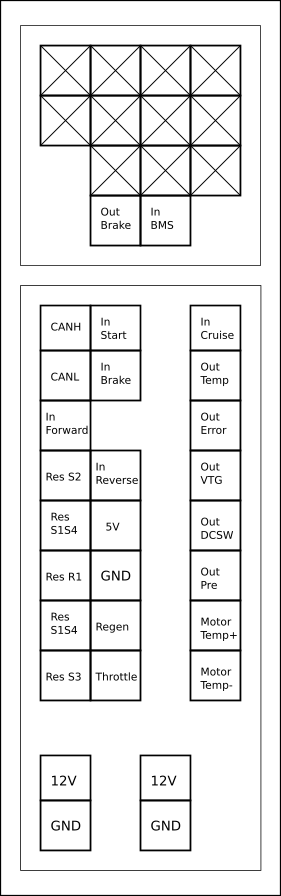 Out
Brake
In
BMS
CANH
In
Start
In
Cruise
CANL
In
Brake
Out
Temp
In
Forward
Out
Error
Res S2
In
Reverse
Out
VTG
Res
S1S4
5V
Out
DCSW
Res R1
GND
Out
Pre
Res
S1S4
Regen
Motor
Temp+
Res S3
Throttle
Motor
Temp-
12V
12V
GND
GND